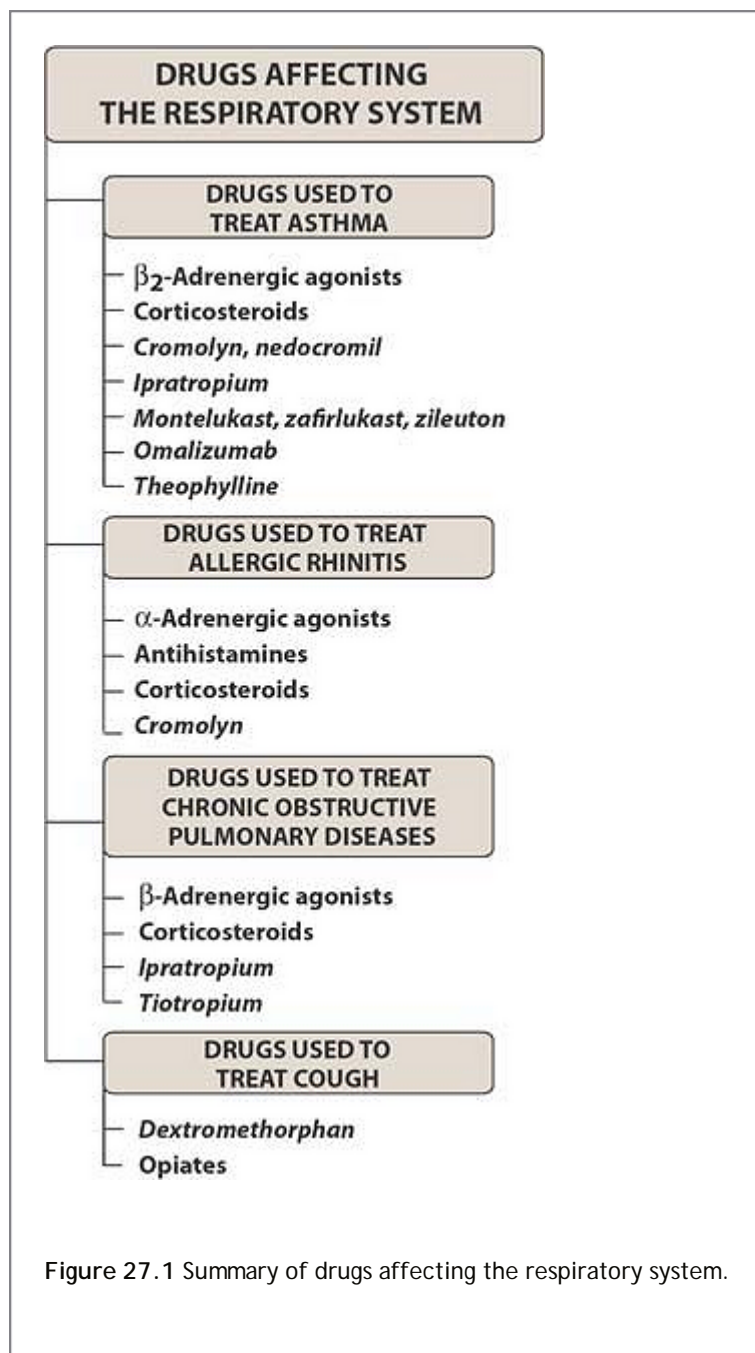 DRUGS AFFECTING
THE RESPIRATORY SYSTEM
DRUGS USED TO
TREAT ASTHMA
β2-Adrenergic agonists
Corticosteroids
Cromolyn, nedocromil
Ipratropium
Montelukast, zafirlukast, zileuton
Omalizumab
Theophylline
DRUGS USED TO TREAT
ALLERGIC RHINITIS
α-Adrenergic agonists
Antihistamines
Corticosteroids
Cromolyn
DRUGS USED TO TREAT
CHRONIC OBSTRUCTIVE
PULMONARY DISEASES
β-Adrenergic agonists
Corticosteroids
Ipratropium
Tiotropium
DRUGS USED TO
TREAT COUGH
Dextromethorphan
Opiates
Figure 27.1 Summary of drugs affecting the respiratory system.